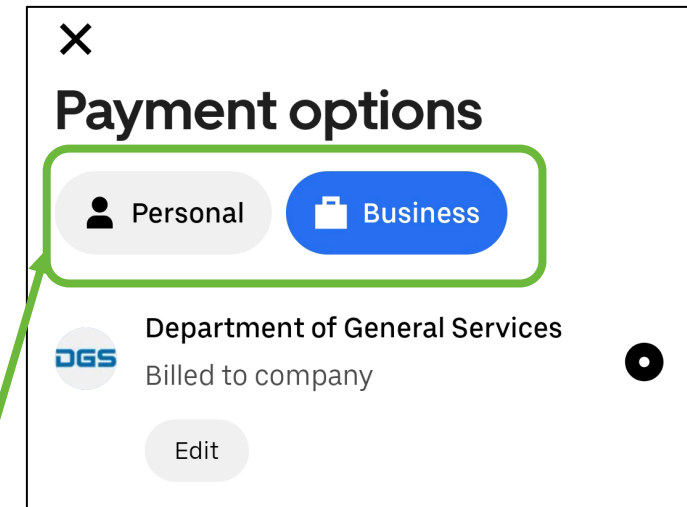 Payment options
Personal Business
Department of General Services
DGS
Billed to company
Edit